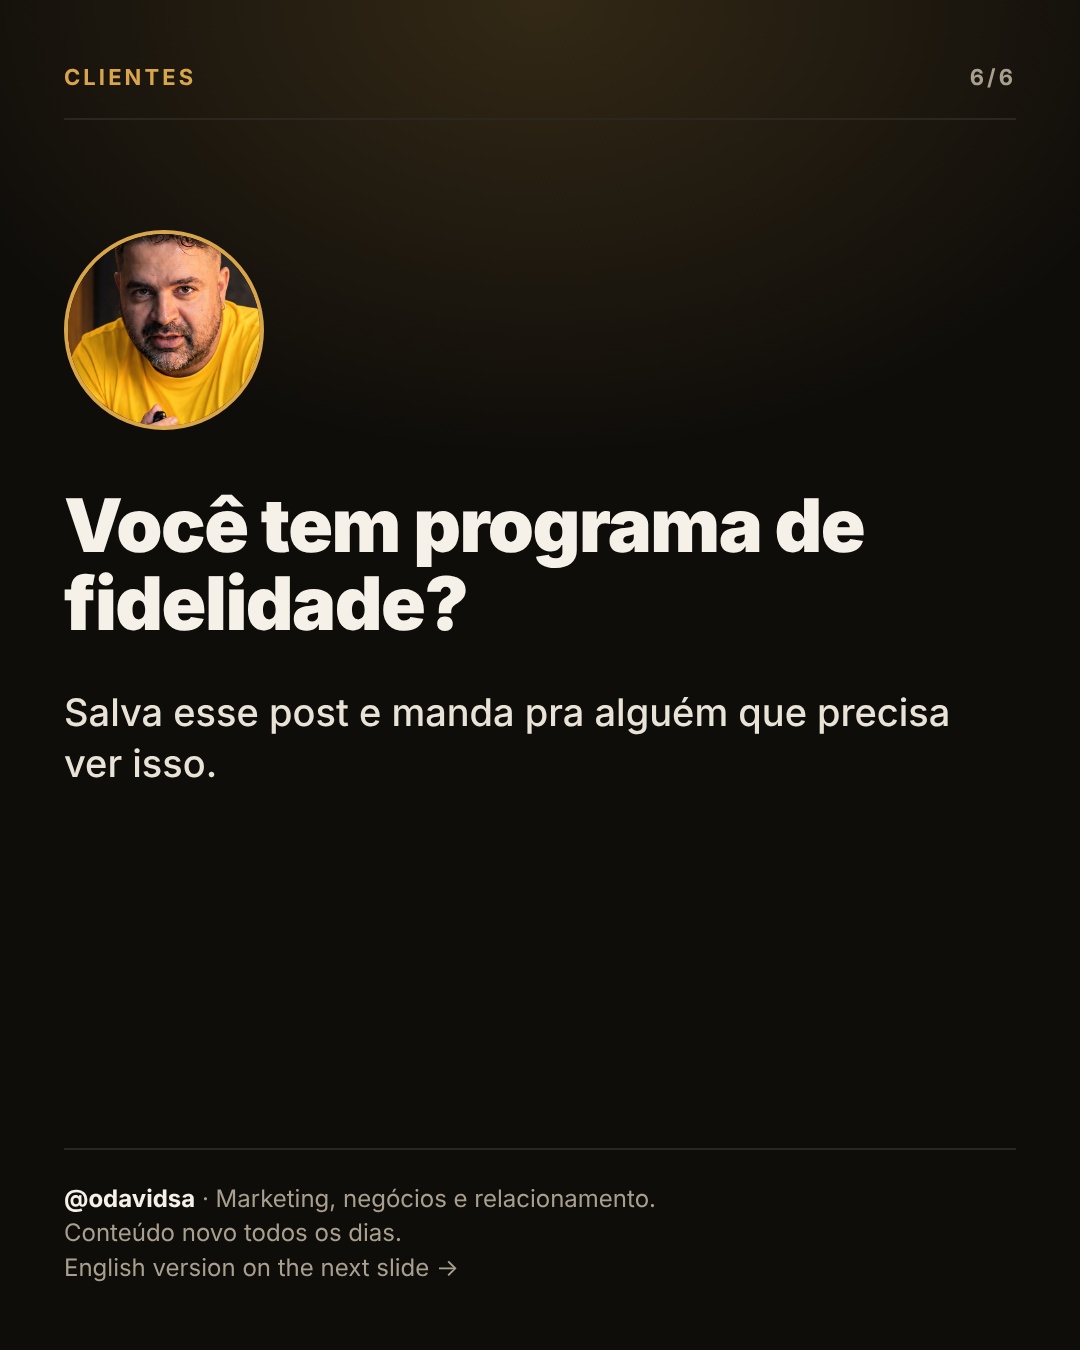 CLIENTES
6/6
Você tem programa de
fidelidade?
Salva esse post e manda pra alguém que precisa
ver isso.
@odavidsa · Marketing, negócios e relacionamento.
Conteúdo novo todos os dias.
English version on the next slide →